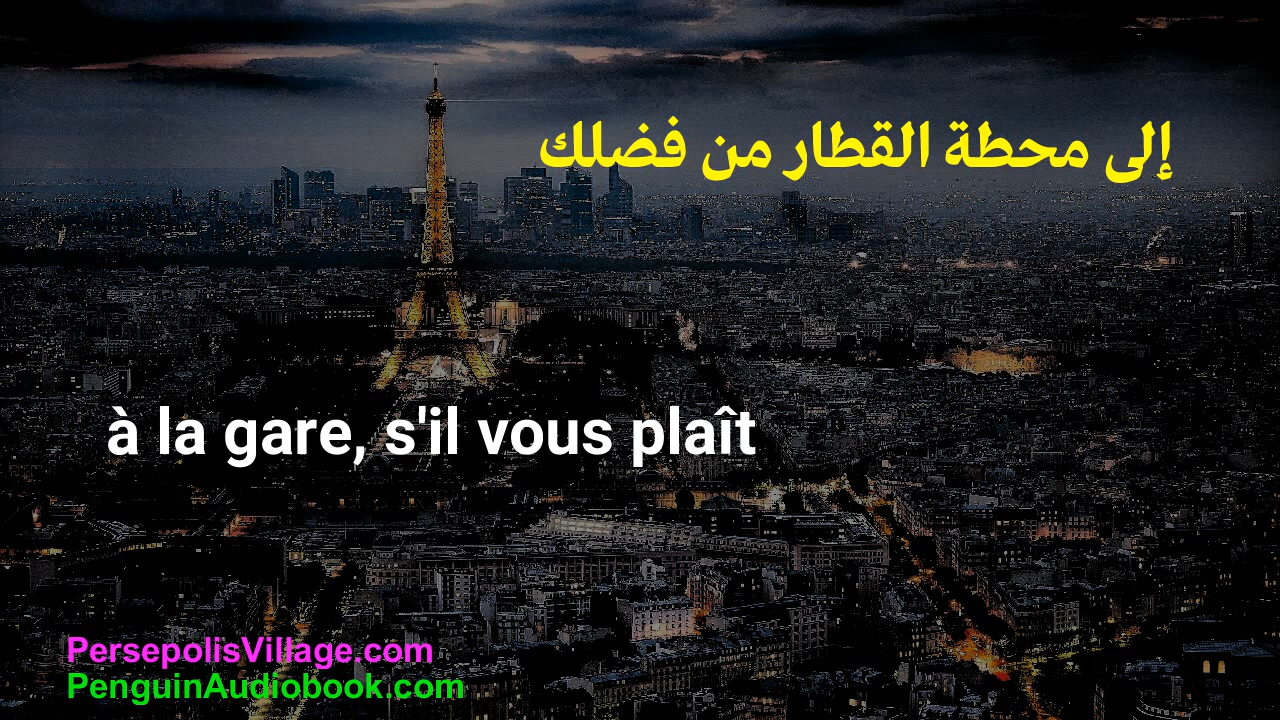 إلى محطة القطار من فضلك
à la gare, s'il vous plaît
PersepolisVillage.com
PenguinAudiobook.com